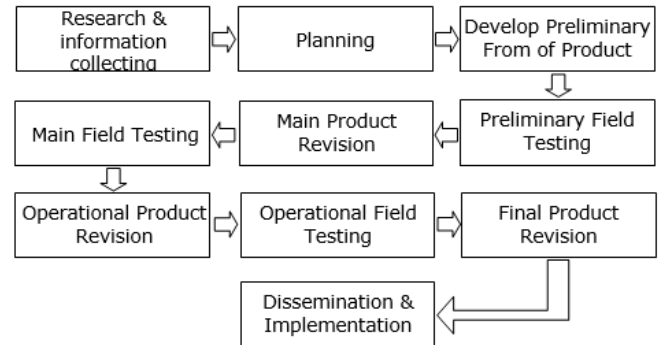 Research &
information
collecting
Planning
Develop Preliminary
From of Product
Preliminary Field
Testing
Main Product
Revision
Main Field Testing
Operational Product
Revision
Operational Field
Testing
Final Product
Revision
Dissemination &
Implementation